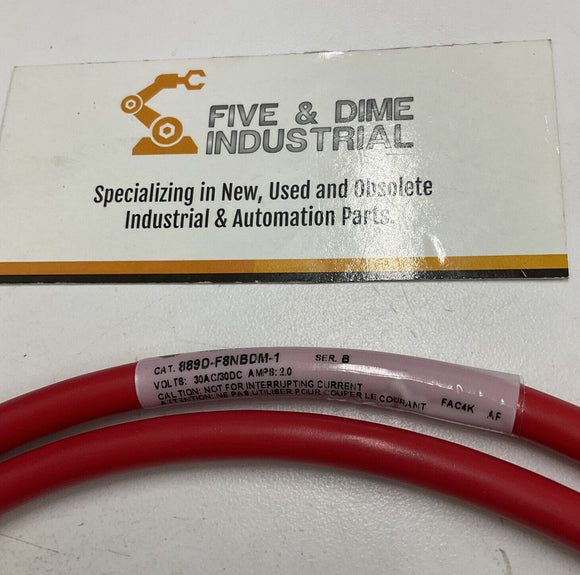 FIVE & DIME
INDUSTRIAL
Specializing in New, Used and Obsolete
Industrial & Automation Parts.
CAT. 889D-F8NBDM-1 SER. B
VOLTS: 30AC/30DC AMPS: 2.0
CAUTION: NOT FOR INTERRUPTING CURRENT
ATTENTION: NE PAS UTILISER POUR COUPER LE COURANT FAC4K AF